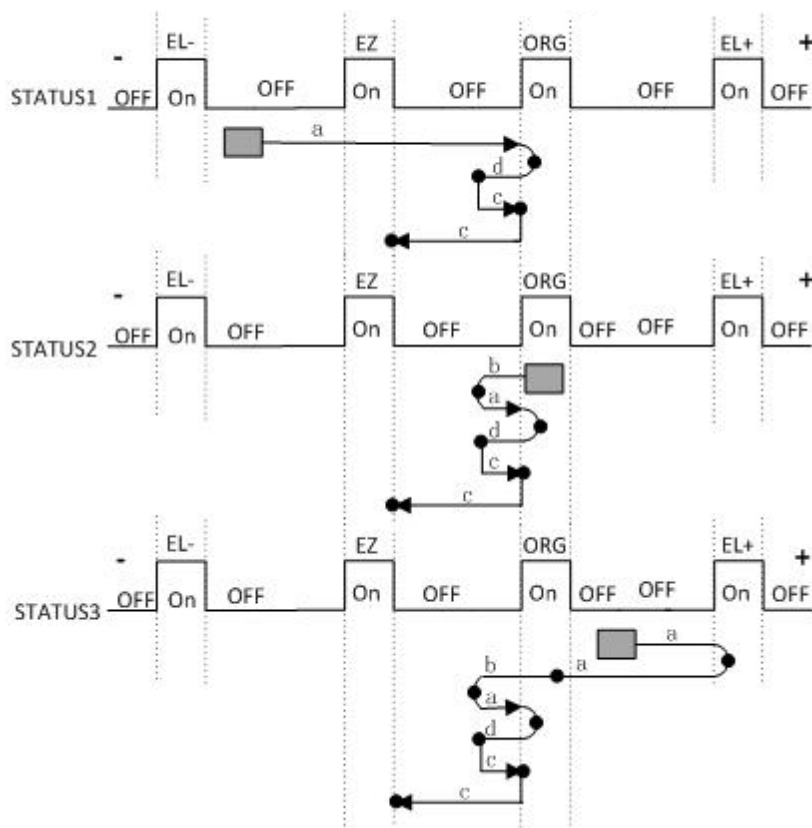 - EL- EZ ORG EL+ +
STATUS1 OFF On OFF On OFF On OFF On OFF
a
d
c
c
- EL- EZ ORG EL+ +
STATUS2 OFF On OFF On OFF On OFF OFF On OFF
b
a
d
c
c
- EL- EZ ORG EL+ +
STATUS3 OFF On OFF On OFF On OFF OFF On OFF
a
b a
a
d
c
c